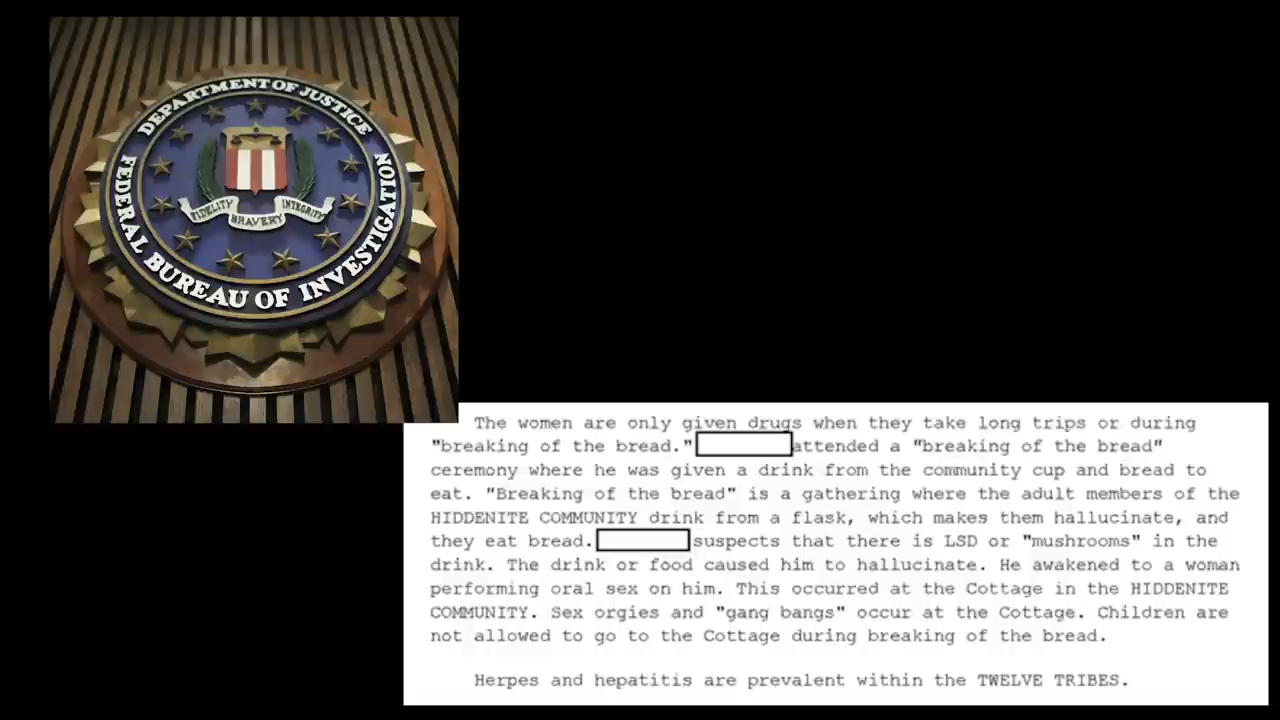 DEPARTMENT OF JUSTICE
FIDELITY BRAVERY INTEGRITY
FEDERAL BUREAU OF INVESTIGATION
The women are only given drugs when they take long trips or during
"breaking of the bread." attended a "breaking of the bread"
ceremony where he was given a drink from the community cup and bread to
eat. "Breaking of the bread" is a gathering where the adult members of the
HIDDENITE COMMUNITY drink from a flask, which makes them hallucinate, and
they eat bread. suspects that there is LSD or "mushrooms" in the
drink. The drink or food caused him to hallucinate. He awakened to a woman
performing oral sex on him. This occurred at the Cottage in the HIDDENITE
COMMUNITY. Sex orgies and "gang bangs" occur at the Cottage. Children are
not allowed to go to the Cottage during breaking of the bread.
Herpes and hepatitis are prevalent within the TWELVE TRIBES.